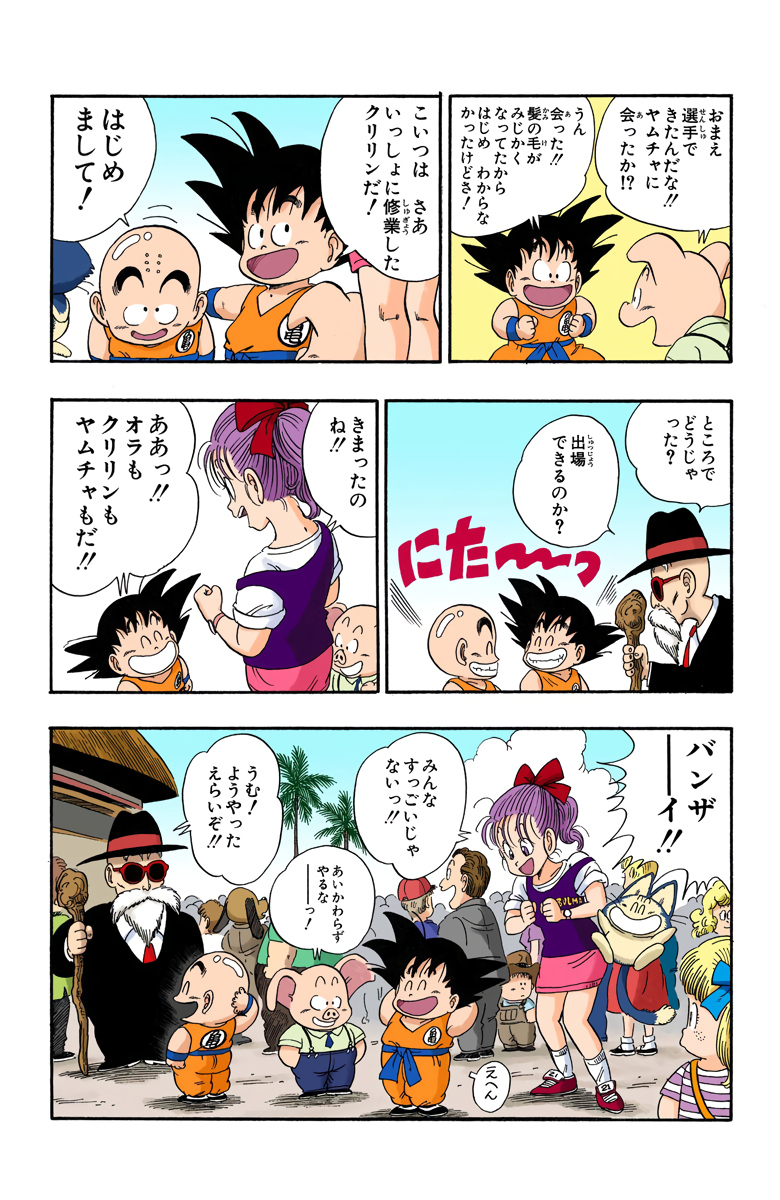 おまえ
選手で
きたんだな!!
ヤムチャに
会ったか!?
うん
会った!!
髪の毛が
みじかく
なってたから
はじめ わからな
かったけどさ!
こいつは さあ
いっしょに修業した
クリリンだ!
はじめ
まして!
ところで
どうじゃ
った?
出場
できるのか?
にた〜〜っ
きまったの
ね!!
ああっ!!
オラも
クリリンも
ヤムチャもだ!!
バンザ
ーイ!!
みんな
すっごいじゃ
ないっ!!
あいかわらず
やるな
ーっ!
うむ!
ようやった
えらいぞ!!
えへん
BULMA
亀
亀
亀
亀